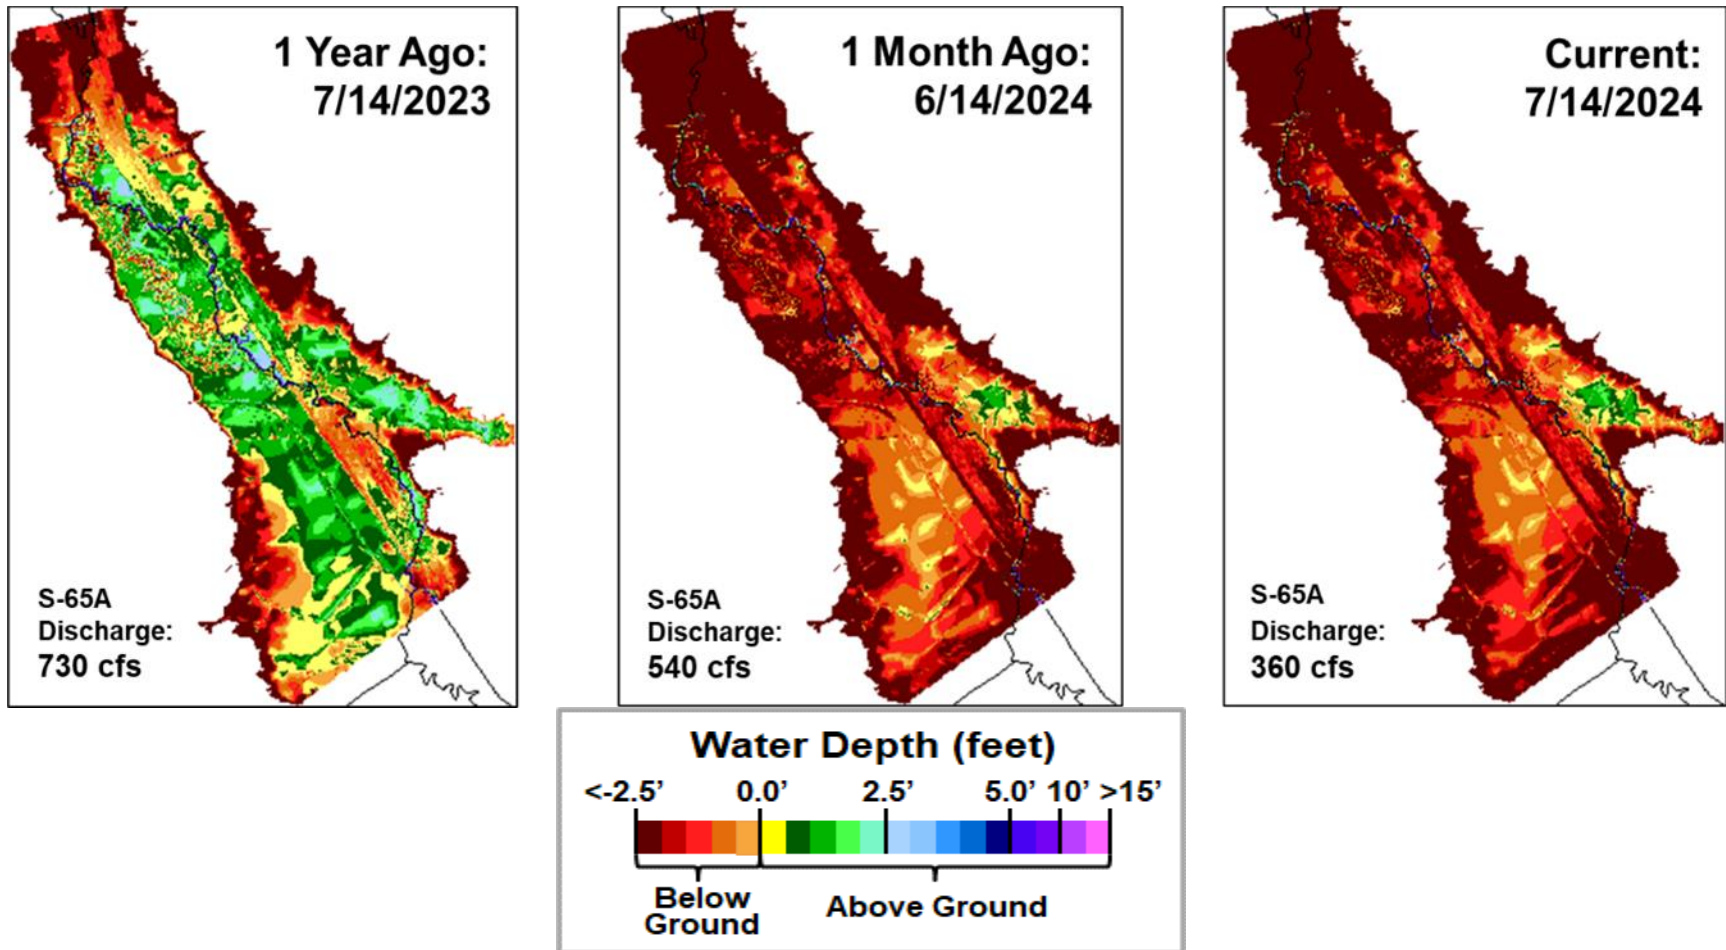 1 Year Ago:
7/14/2023
S-65A
Discharge:
730 cfs
1 Month Ago:
6/14/2024
S-65A
Discharge:
540 cfs
Current:
7/14/2024
S-65A
Discharge:
360 cfs
Water Depth (feet)
<-2.5’ 0.0’ 2.5’ 5.0’ 10’ >15’
Below
Ground
Above Ground